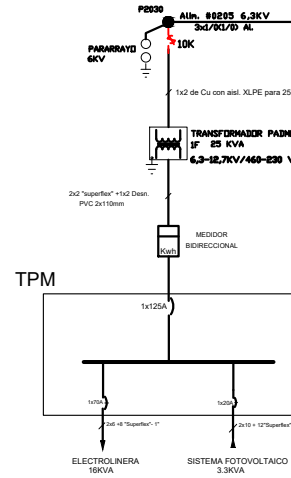 P2030
Alim. #0205 6,3KV
3x1/0(1/0) AL.
10K
PARARRAYO
6KV
1x2 de Cu con aisl. XLPE para 25
TRANSFORMADOR PADM
1F 25 KVA
6,3-12,7KV/460-230 V
2x2 "superflex" +1x2 Desn.
PVC 2x110mm
MEDIDOR
BIDIRECCIONAL
Kwh
TPM
1x125A
1x70A
1x20A
2x6 +8 "Superflex"- 1"
2x10 + 12"Superflex"
ELECTROLINERA
16KVA
SISTEMA FOTOVOLTAICO
3.3KVA